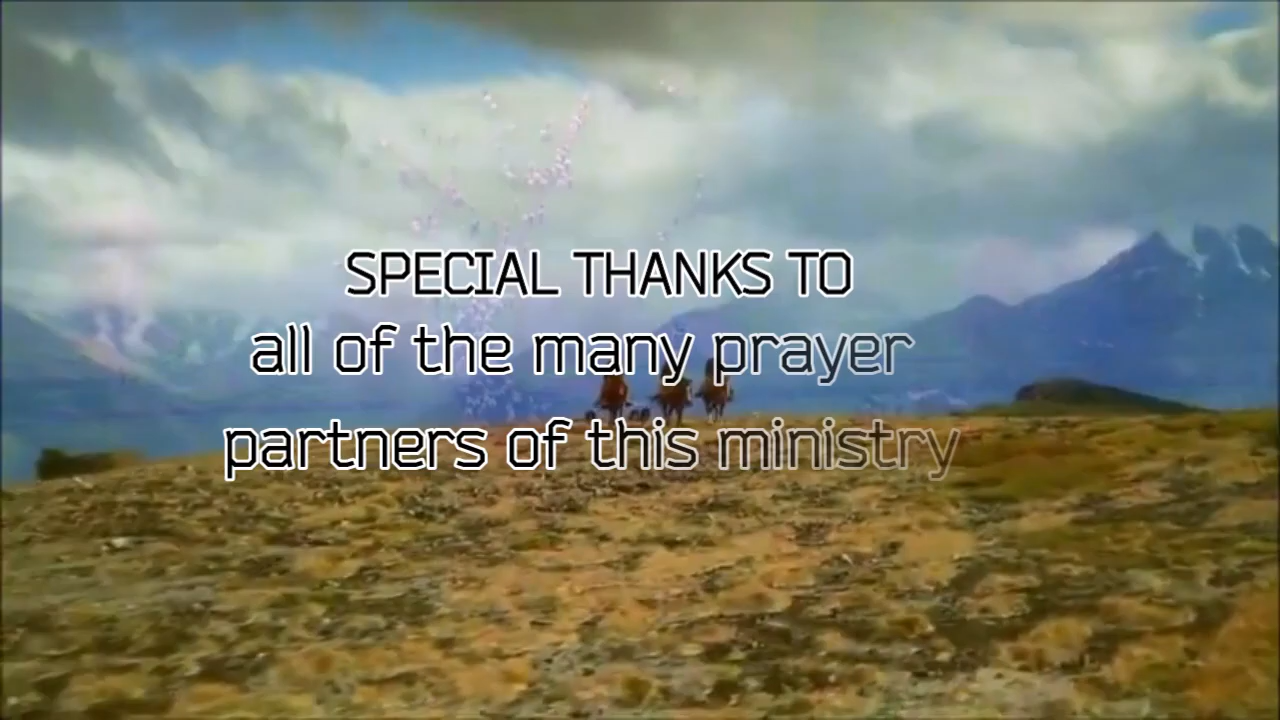 SPECIAL THANKS TO
all of the many prayer
partners of this ministry